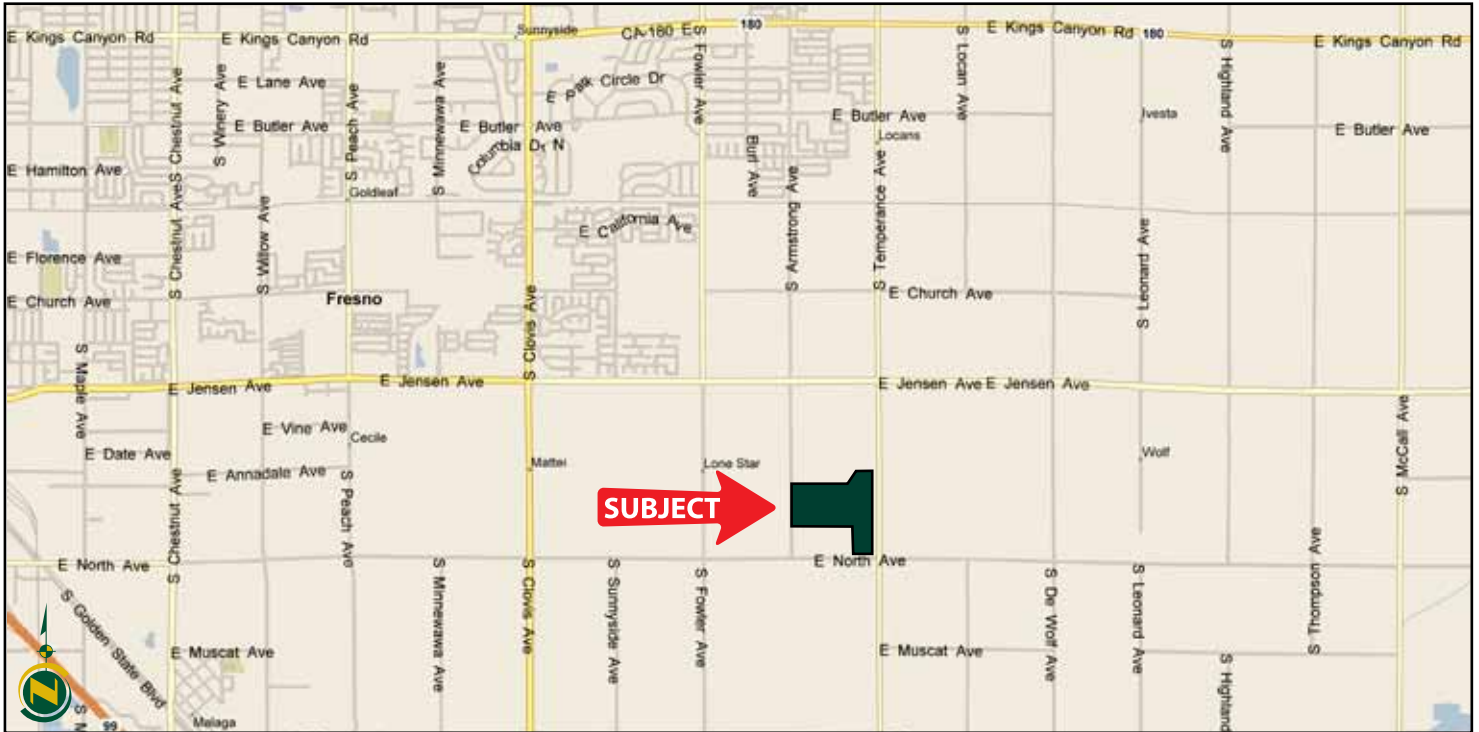 E Kings Canyon Rd
E Kings Canyon Rd
Sunnyside
CA-180 E
180
E Kings Canyon Rd
180
E Kings Canyon Rd
S Chestnut Ave
S Winery Ave
E Lane Ave
S Peach Ave
S Minnewawa Ave
E Park Circle Dr
S Fowler Ave
S Locan Ave
S Highland Ave
E Butler Ave
E Butler Ave
Columbia Dr N
E Butler Ave
Locans
Ivesta
E Butler Ave
Burl Ave
E Hamilton Ave
Goldleaf
S Chestnut Ave
S Willow Ave
E California Ave
S Armstrong Ave
S Temperance Ave
S Leonard Ave
E Florence Ave
E Church Ave
Fresno
S Clovis Ave
E Church Ave
S Maple Ave
E Jensen Ave
E Jensen Ave
E Jensen Ave
E Jensen Ave
S McCall Ave
E Vine Ave
Cecile
E Date Ave
E Annadale Ave
Mattei
Lone Star
Wolf
S Chestnut Ave
S Peach Ave
SUBJECT
E North Ave
E North Ave
S Golden State Blvd
S Minnewawa Ave
S Clovis Ave
S Sunnyside Ave
S Fowler Ave
S De Wolf Ave
S Leonard Ave
S Thompson Ave
E Muscat Ave
E Muscat Ave
S Highland
N
Malaga
99